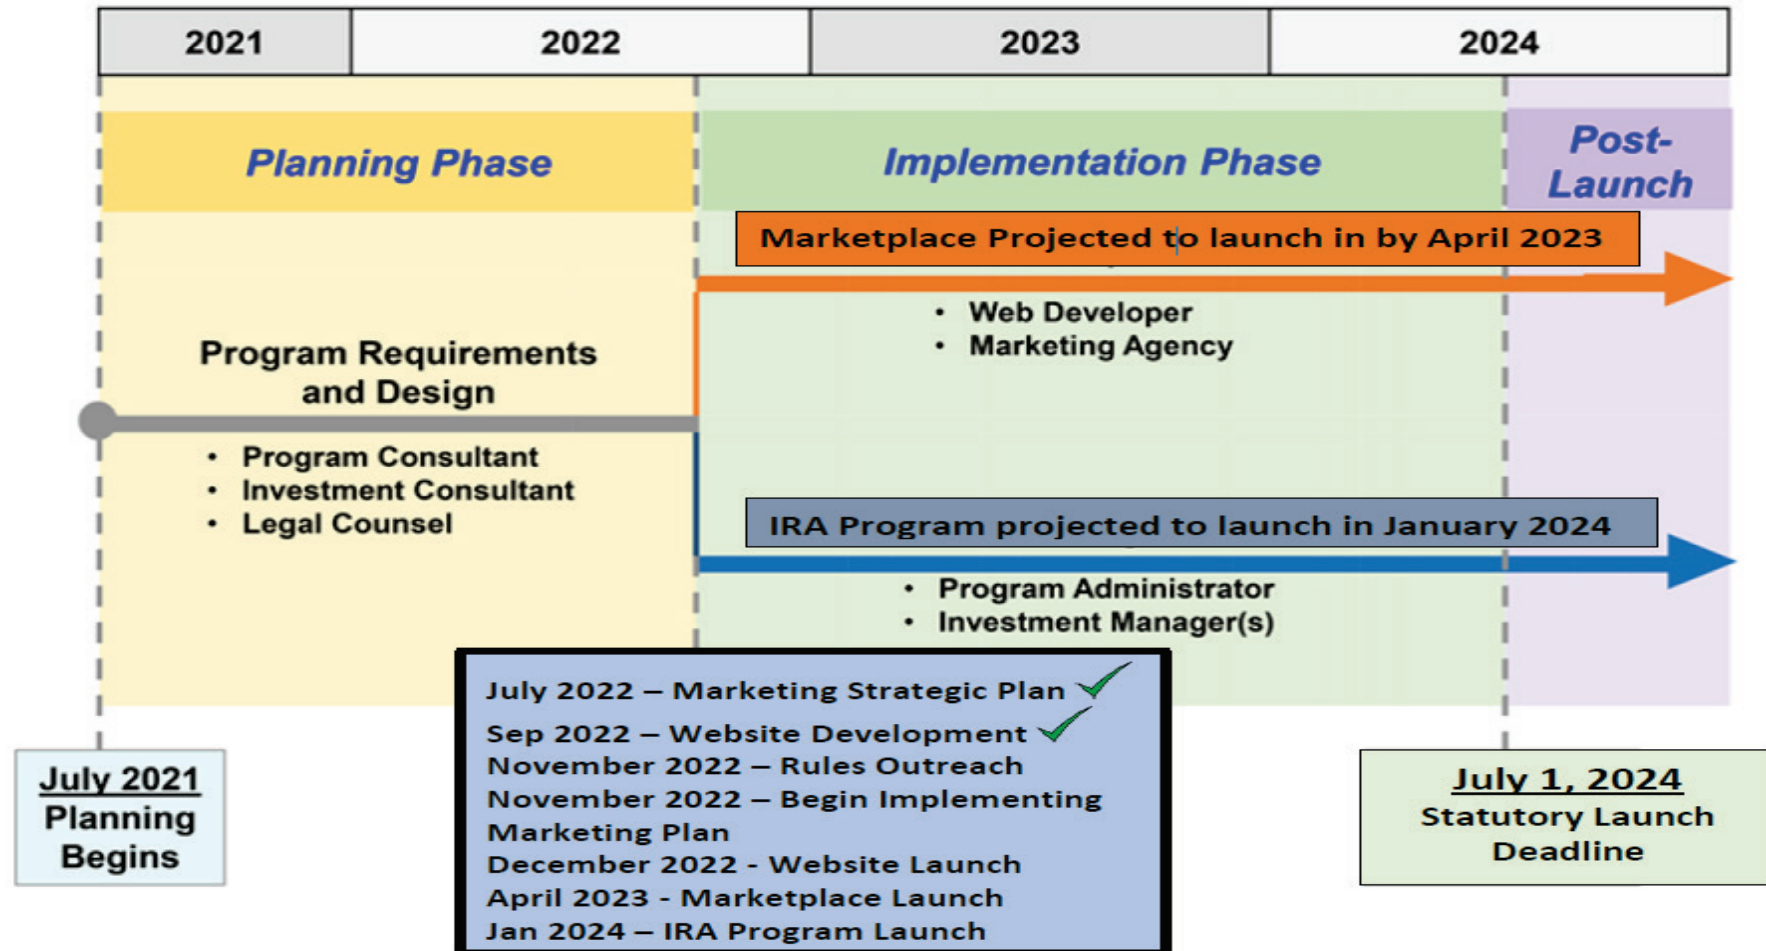 2021
2022
2023
2024
Planning Phase
Implementation Phase
Post-
Launch
Marketplace Projected to launch in by April 2023
• Web Developer
• Marketing Agency
Program Requirements
and Design
• Program Consultant
• Investment Consultant
• Legal Counsel
IRA Program projected to launch in January 2024
• Program Administrator
• Investment Manager(s)
July 2022 – Marketing Strategic Plan
Sep 2022 – Website Development
November 2022 – Rules Outreach
November 2022 – Begin Implementing
Marketing Plan
December 2022 - Website Launch
April 2023 - Marketplace Launch
Jan 2024 – IRA Program Launch
July 2021
Planning
Begins
July 1, 2024
Statutory Launch
Deadline